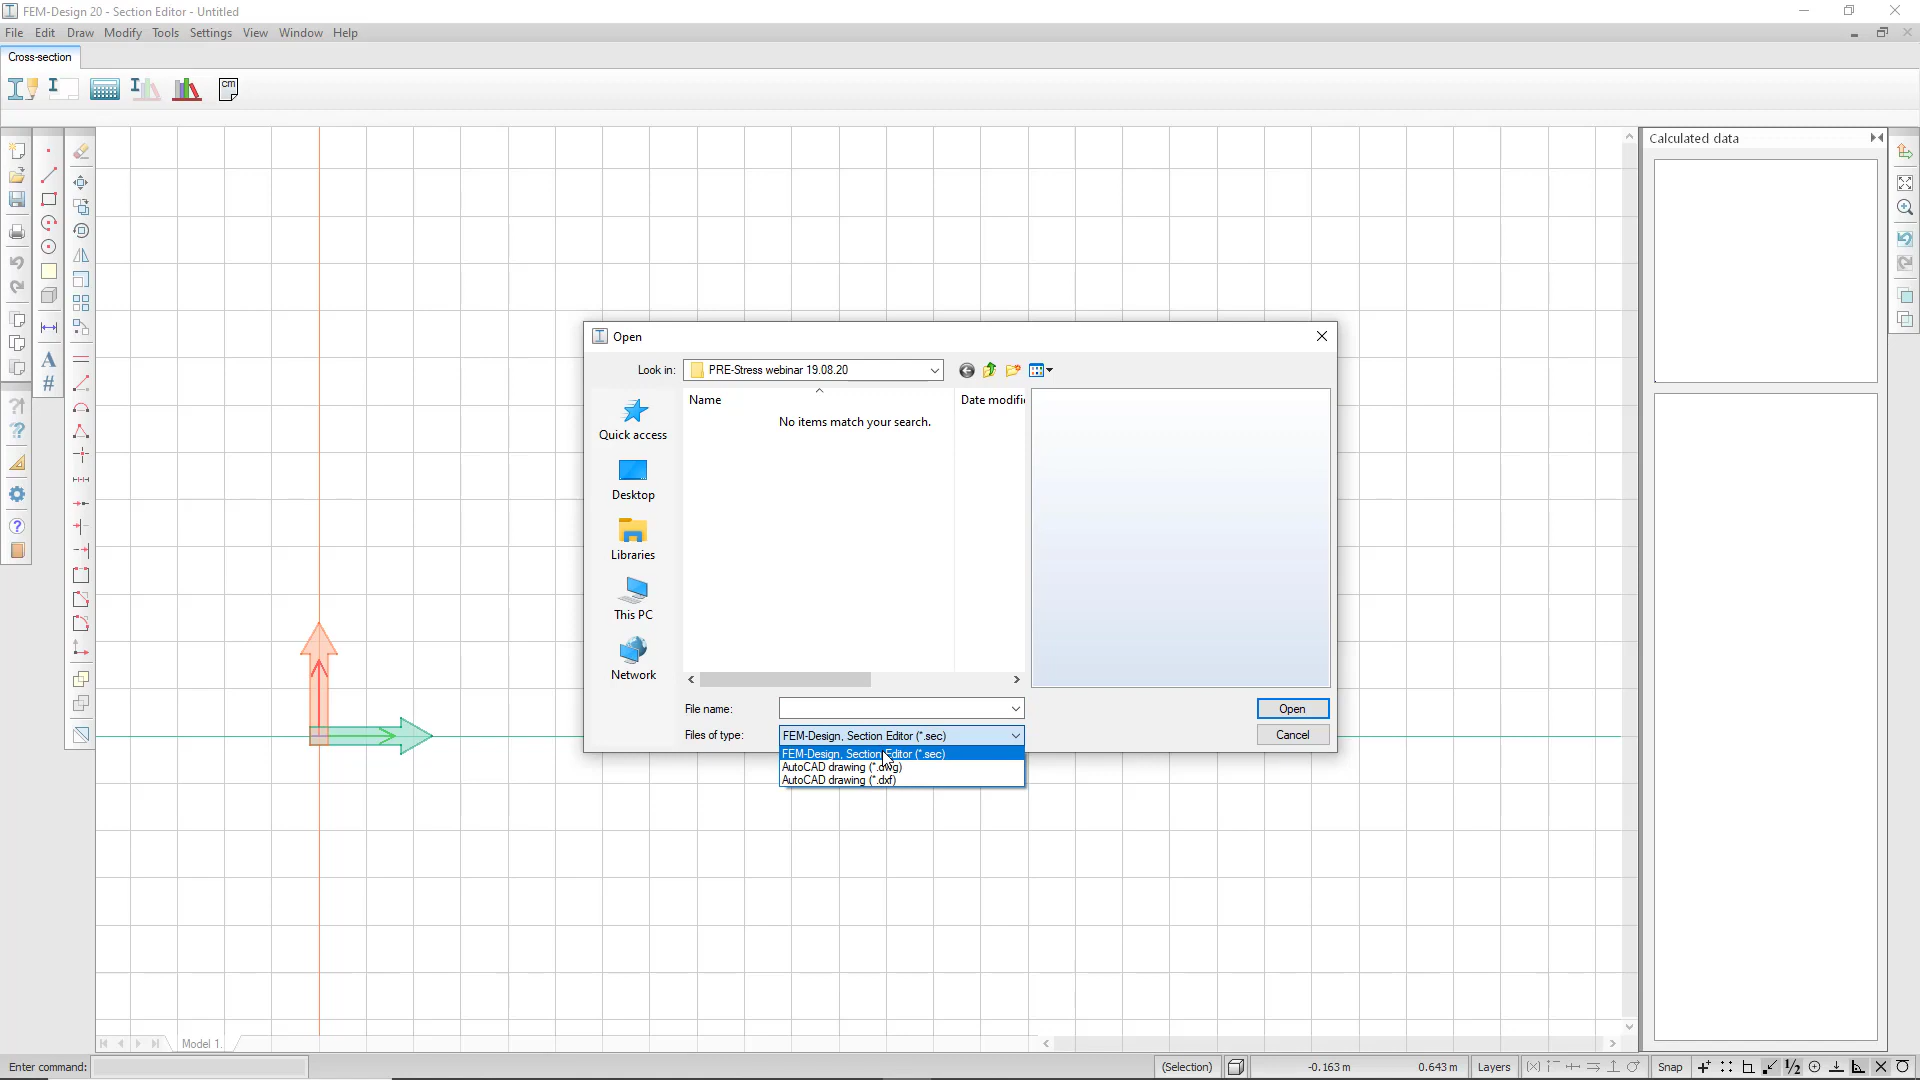 FEM-Design 20 - Section Editor - Untitled
File Edit Draw Modify Tools Settings View Window Help
Cross-section
cm
Calculated data
Open
Look in: PRE-Stress webinar 19.08.20
Name Date modifi
No items match your search.
Quick access
Desktop
Libraries
This PC
Network
File name: Open
Files of type: FEM-Design, Section Editor (*.sec) Cancel
FEM-Design, Section Editor (*.sec)
AutoCAD drawing (*.dwg)
AutoCAD drawing (*.dxf)
Model 1.
Enter command: (Selection) -0.163 m 0.643 m Layers Snap 1/2